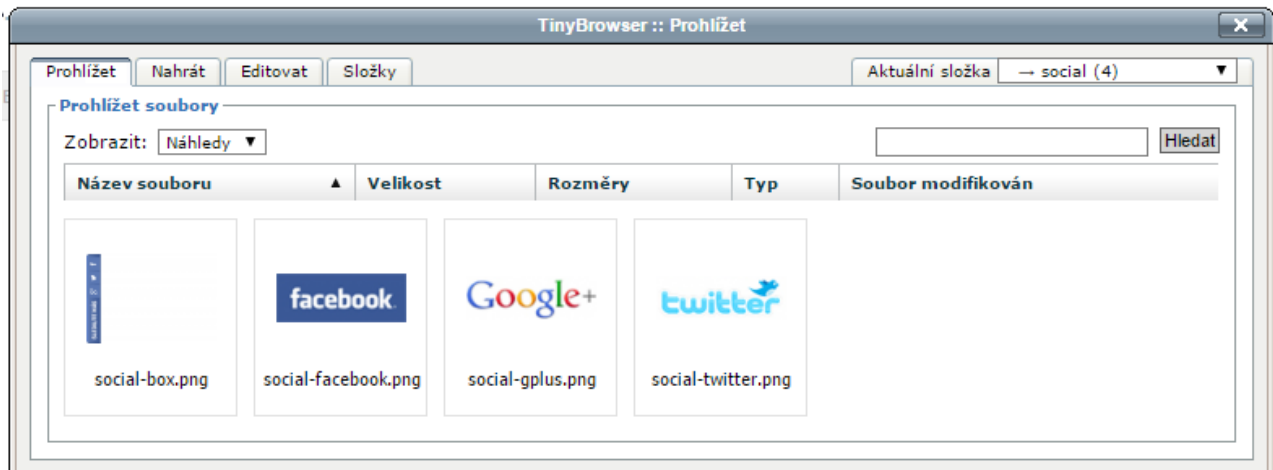 TinyBrowser :: Prohlížet
Prohlížet Nahrát Editovat Složky Aktuální složka → social (4)
Prohlížet soubory
Zobrazit: Náhledy Hledat
Název souboru Velikost Rozměry Typ Soubor modifikován
facebook. Google+ twitter
social-box.png social-facebook.png social-gplus.png social-twitter.png